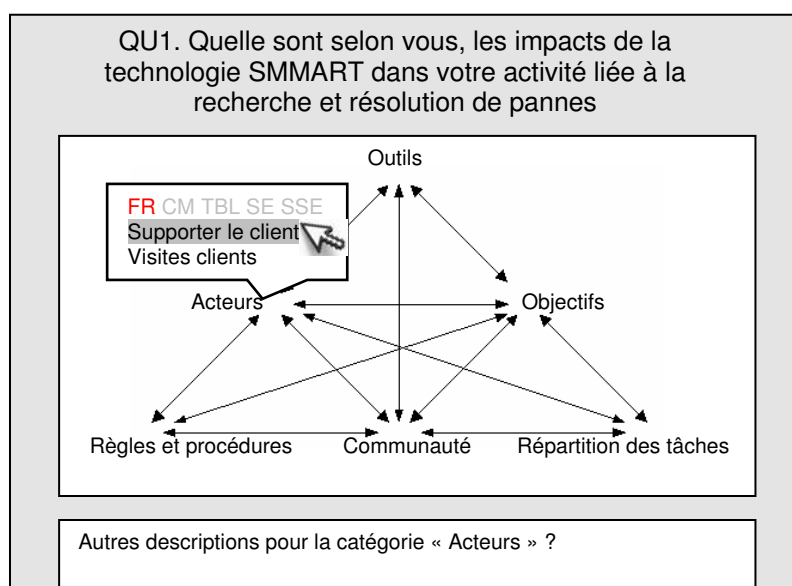 QU1. Quelle sont selon vous, les impacts de la
technologie SMMART dans votre activité liée à la
recherche et résolution de pannes
Outils
FR CM TBL SE SSE
Supporter le client
Visites clients
Acteurs
Objectifs
Règles et procédures
Communauté
Répartition des tâches
Autres descriptions pour la catégorie « Acteurs » ?